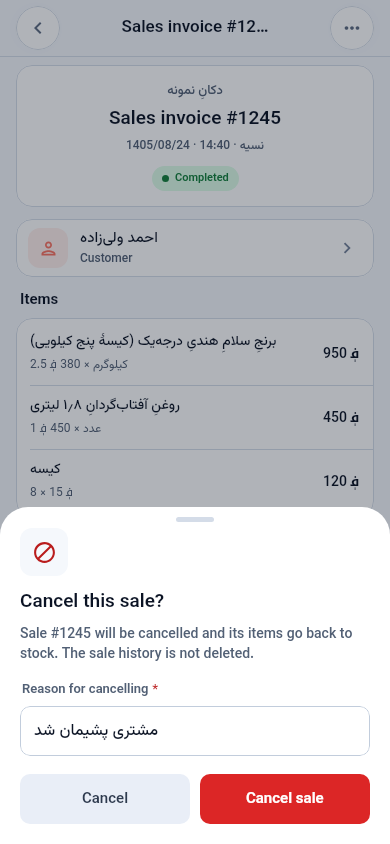 Sales invoice #12…
دکانِ نمونه
Sales invoice #1245
1405/08/24 · 14:40 · نسیه
Completed
احمد ولی‌زاده
Customer
Items
برنجِ سلامِ هندیِ درجه‌یک (کیسهٔ پنج کیلویی)
950 ؋
2.5 کیلوگرم × 380 ؋
روغنِ آفتاب‌گردانِ ۱٫۸ لیتری
450 ؋
1 عدد × 450 ؋
کیسه
120 ؋
8 × 15 ؋
Cancel this sale?
Sale #1245 will be cancelled and its items go back to
stock. The sale history is not deleted.
Reason for cancelling *
مشتری پشیمان شد
Cancel
Cancel sale